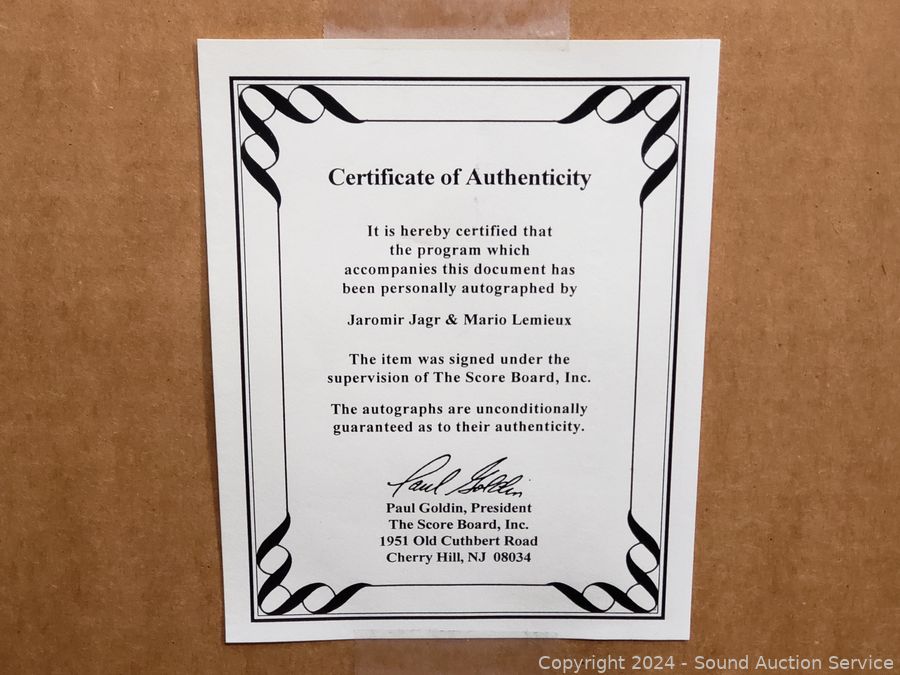 Certificate of Authenticity
It is hereby certified that
the program which
accompanies this document has
been personally autographed by
Jaromir Jagr & Mario Lemieux
The item was signed under the
supervision of The Score Board, Inc.
The autographs are unconditionally
guaranteed as to their authenticity.
Paul Goldin
Paul Goldin, President
The Score Board, Inc.
1951 Old Cuthbert Road
Cherry Hill, NJ 08034
Copyright 2024 - Sound Auction Service